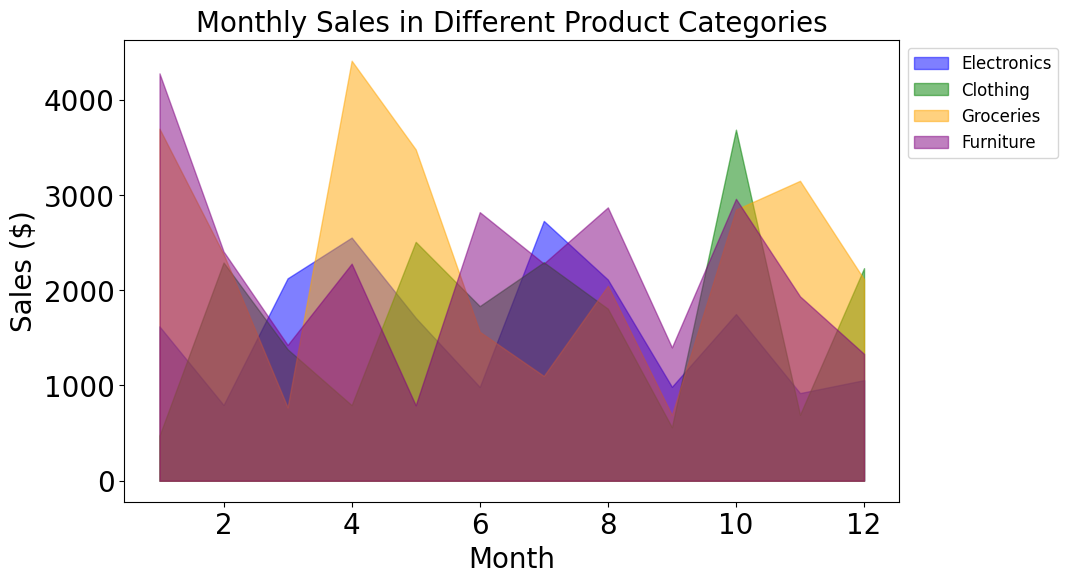 Monthly Sales in Different Product Categories
Electronics
Clothing
Groceries
Furniture
Sales ($)
4000
3000
2000
1000
0
2 4 6 8 10 12
Month